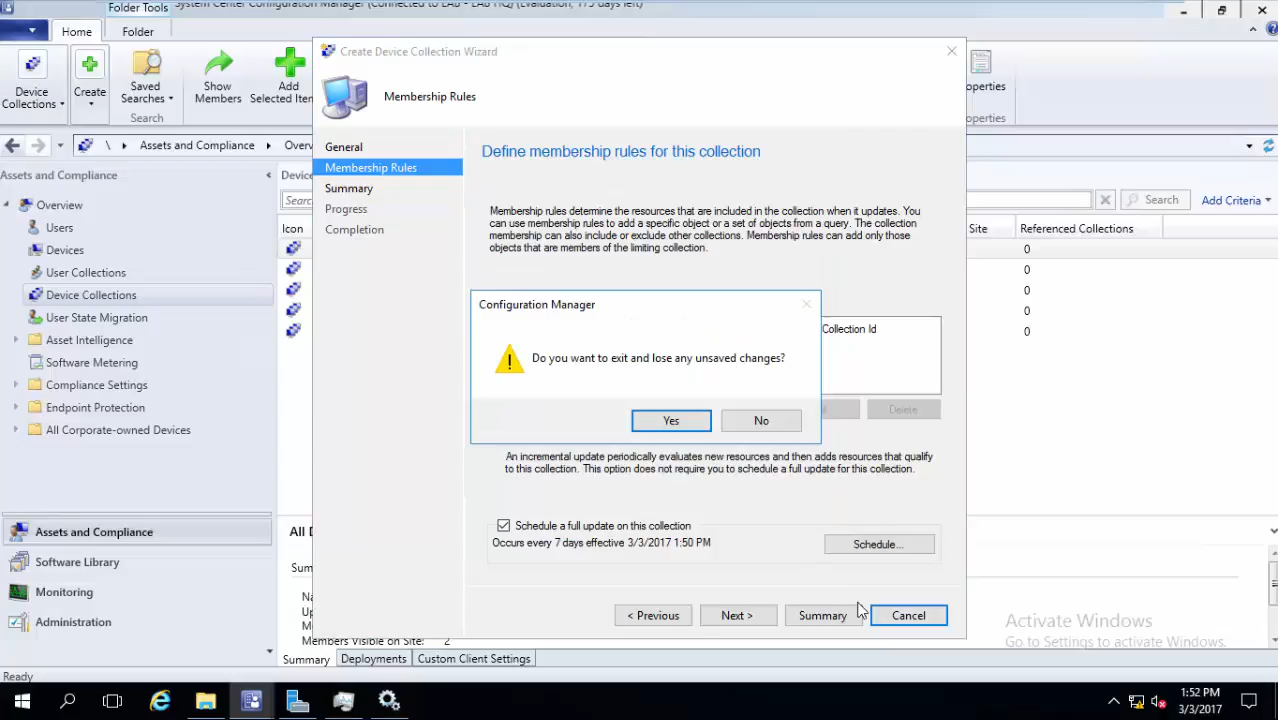 Folder Tools
System Center Configuration Manager (Connected to LAB - LAB HQ) (Evaluation, 175 days left)
Home
Folder
Device
Collections
Create
Saved
Searches
Search
Show
Members
Add
Selected Iten
operties
operties
Assets and Compliance
Overv
Assets and Compliance
Overview
Users
Devices
User Collections
Device Collections
User State Migration
Asset Intelligence
Software Metering
Compliance Settings
Endpoint Protection
All Corporate-owned Devices
Assets and Compliance
Software Library
Monitoring
Administration
Ready
Device
Search
Add Criteria
Icon
Site
Referenced Collections
0
0
0
0
0
Create Device Collection Wizard
Membership Rules
General
Membership Rules
Summary
Progress
Completion
Define membership rules for this collection
Membership rules determine the resources that are included in the collection when it updates. You
can use membership rules to add a specific object or a set of objects from a query. The collection
membership can also include or exclude other collections. Membership rules can add only those
objects that are members of the limiting collection.
Collection Id
Configuration Manager
Do you want to exit and lose any unsaved changes?
Yes
No
Delete
An incremental update periodically evaluates new resources and then adds resources that qualify
to this collection. This option does not require you to schedule a full update for this collection.
Schedule a full update on this collection
Occurs every 7 days effective 3/3/2017 1:50 PM
Schedule...
< Previous
Next >
Summary
Cancel
All D
Sum
Members Visible on Site: 2
Summary
Deployments
Custom Client Settings
Activate Windows
Go to Settings to activate Windows.
1:52 PM
3/3/2017